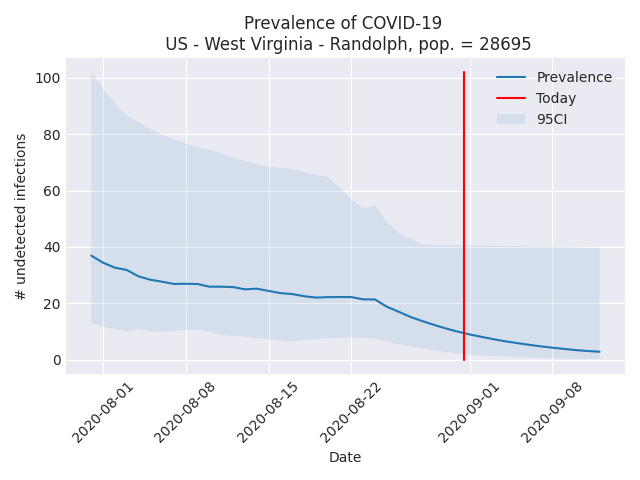 Prevalence of COVID-19
US - West Virginia - Randolph, pop. = 28695
100
80
60
40
20
0
# undetected infections
Prevalence
Today
95CI
2020-08-01
2020-08-08
2020-08-15
2020-08-22
2020-09-01
2020-09-08
Date